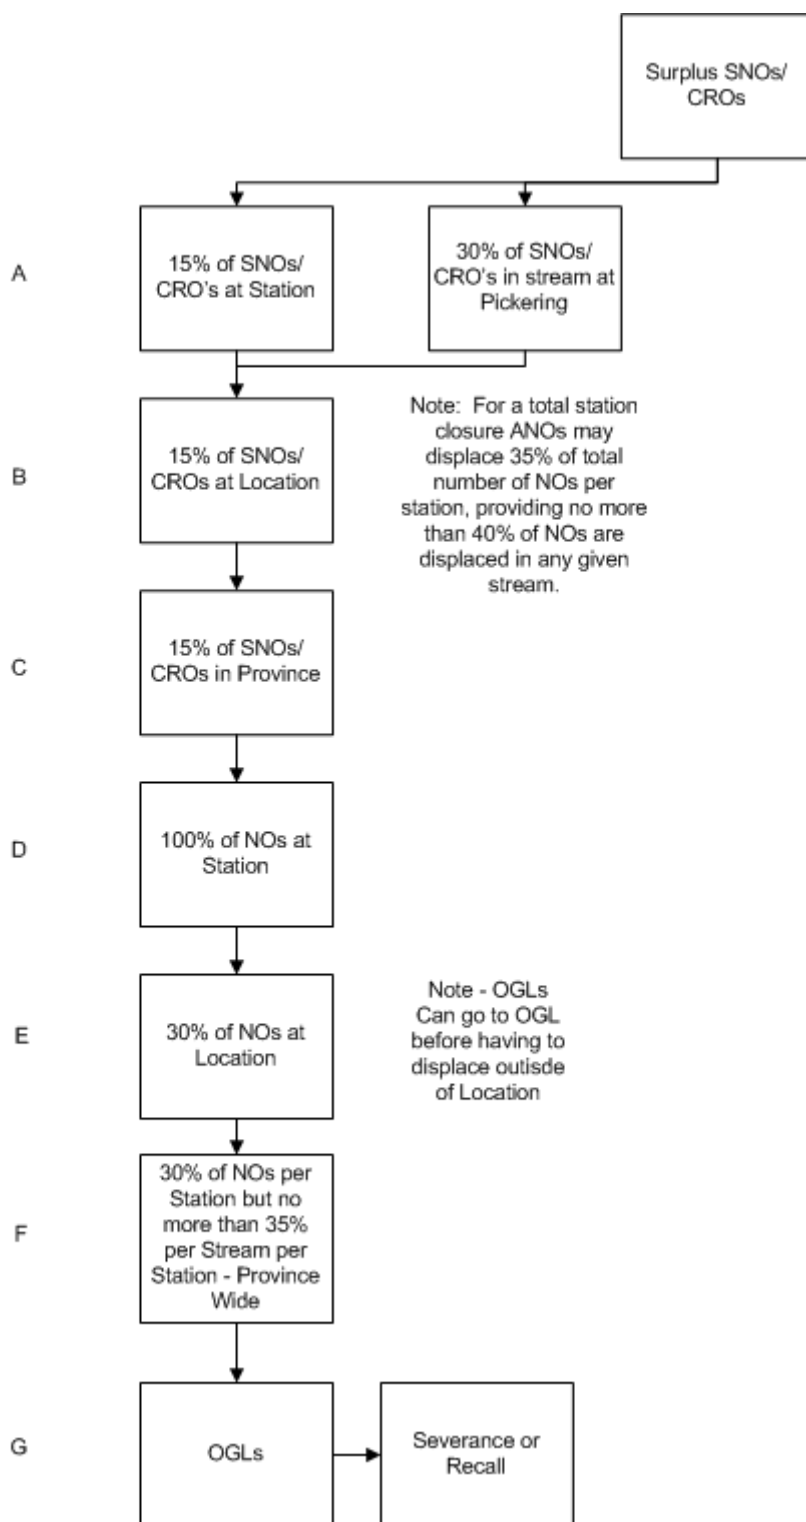 Surplus SNOs/
CROs
A
15% of SNOs/
CRO's at Station
30% of SNOs/
CRO's in stream at
Pickering
B
15% of SNOs/
CROs at Location
Note:  For a total station
closure ANOs may
displace 35% of total
number of NOs per
station, providing no more
than 40% of NOs are
displaced in any given
stream.
C
15% of SNOs/
CROs in Province
D
100% of NOs at
Station
E
30% of NOs at
Location
Note - OGLs
Can go to OGL
before having to
displace outisde
of Location
F
30% of NOs per
Station but no
more than 35%
per Stream per
Station - Province
Wide
G
OGLs
Severance or
Recall